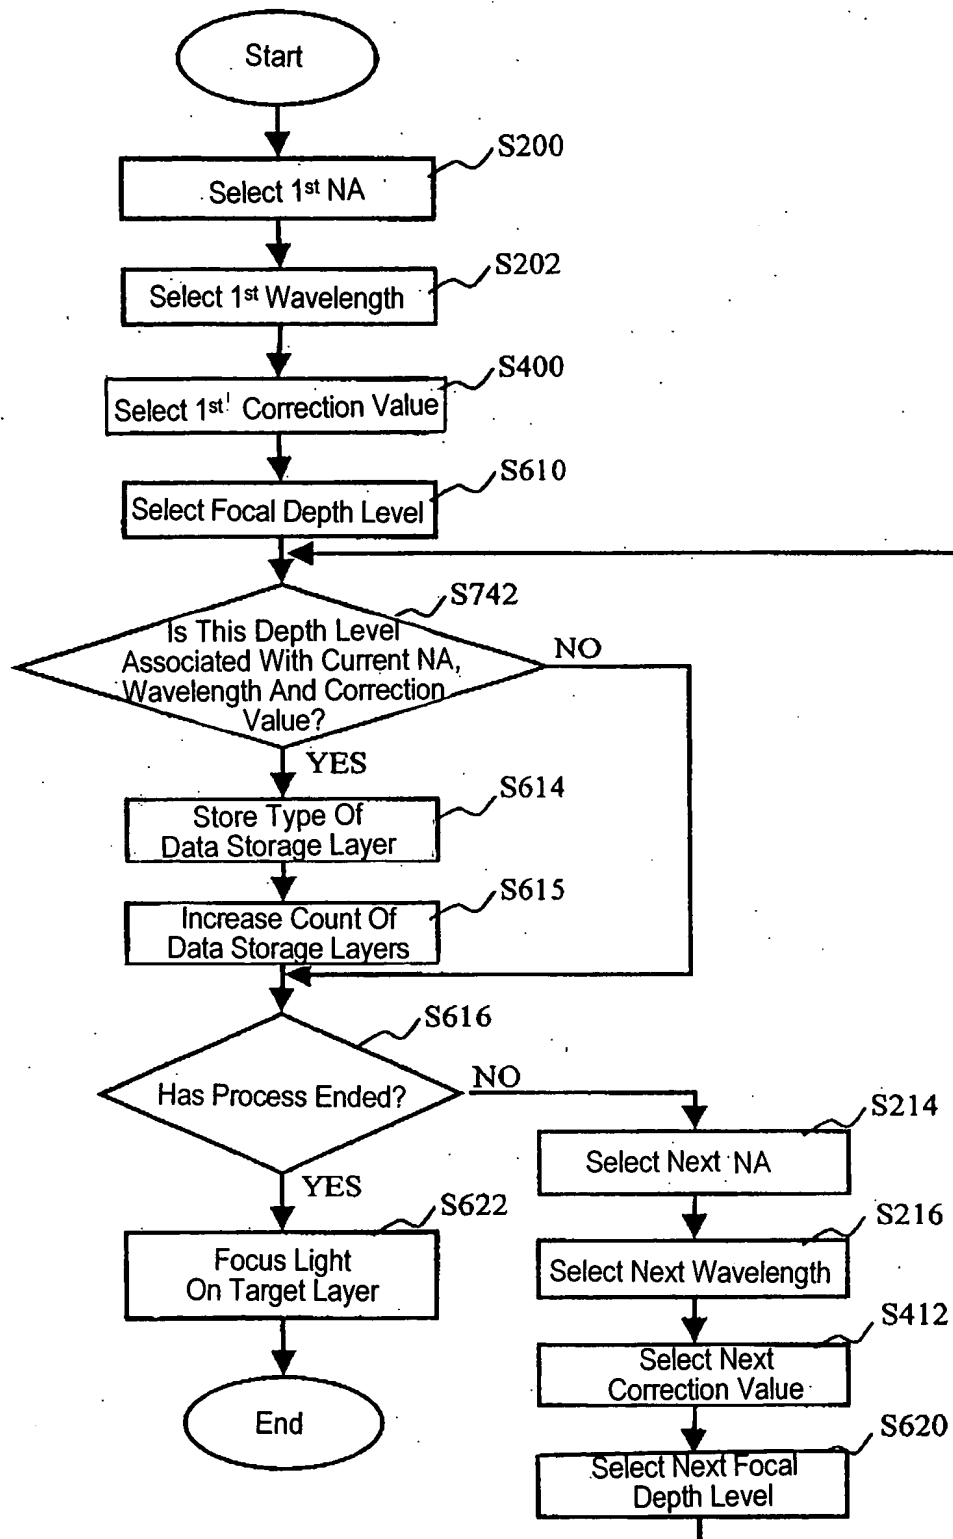 Start
S200
Select 1st NA
S202
Select 1st Wavelength
S400
Select 1st Correction Value
S610
Select Focal Depth Level
S742
Is This Depth Level
Associated With Current NA,
Wavelength And Correction
Value?
NO
YES
S614
Store Type Of
Data Storage Layer
S615
Increase Count Of
Data Storage Layers
S616
Has Process Ended?
NO
YES
S214
Select Next NA
S622
Focus Light
On Target Layer
S216
Select Next Wavelength
S412
Select Next
Correction Value
End
S620
Select Next Focal
Depth Level